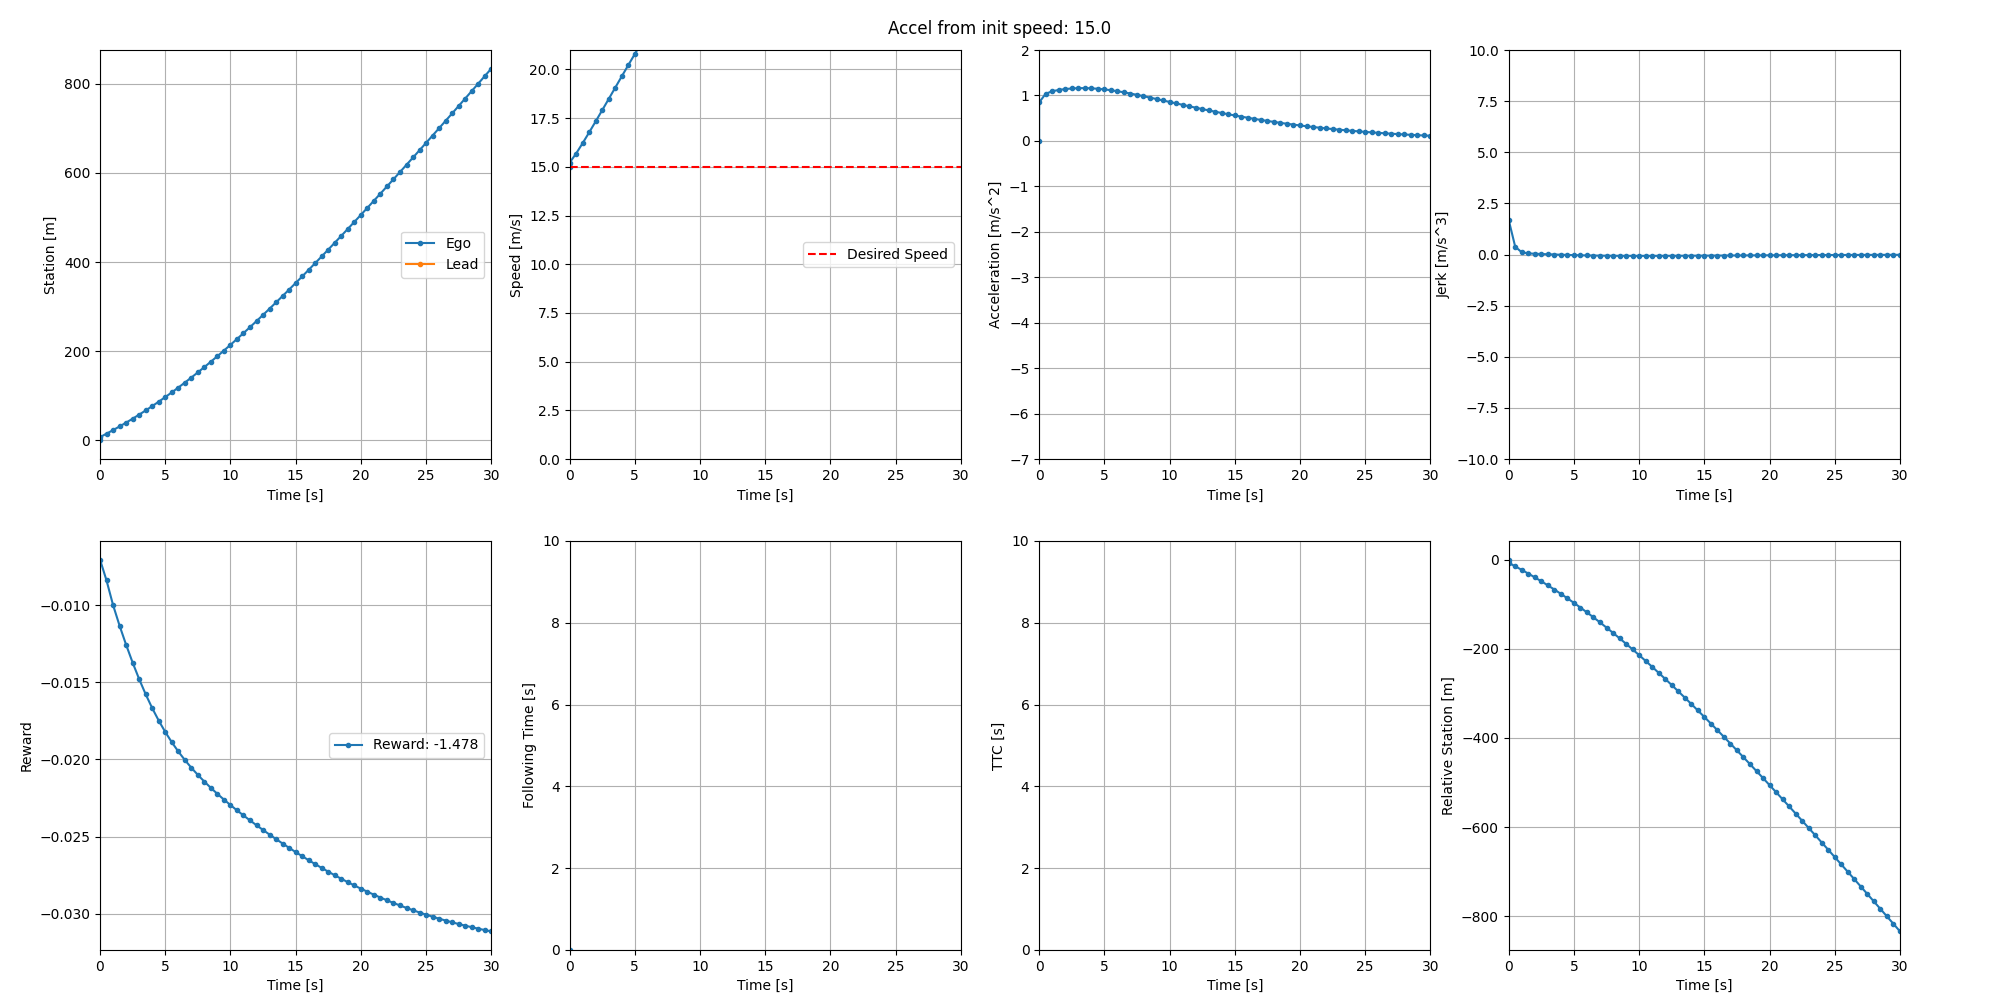 Accel from init speed: 15.0
800
600
400
200
0
Station [m]
Ego
Lead
0 5 10 15 20 25 30
Time [s]
20.0
17.5
15.0
12.5
10.0
7.5
5.0
2.5
0.0
Speed [m/s]
Desired Speed
0 5 10 15 20 25 30
Time [s]
2
1
0
−1
−2
−3
−4
−5
−6
−7
Acceleration [m/s^2]
0 5 10 15 20 25 30
Time [s]
10.0
7.5
5.0
2.5
0.0
−2.5
−5.0
−7.5
−10.0
Jerk [m/s^3]
0 5 10 15 20 25 30
Time [s]
−0.010
−0.015
−0.020
−0.025
−0.030
Reward
Reward: -1.478
0 5 10 15 20 25 30
Time [s]
10
8
6
4
2
0
Following Time [s]
0 5 10 15 20 25 30
Time [s]
10
8
6
4
2
0
TTC [s]
0 5 10 15 20 25 30
Time [s]
0
−200
−400
−600
−800
Relative Station [m]
0 5 10 15 20 25 30
Time [s]